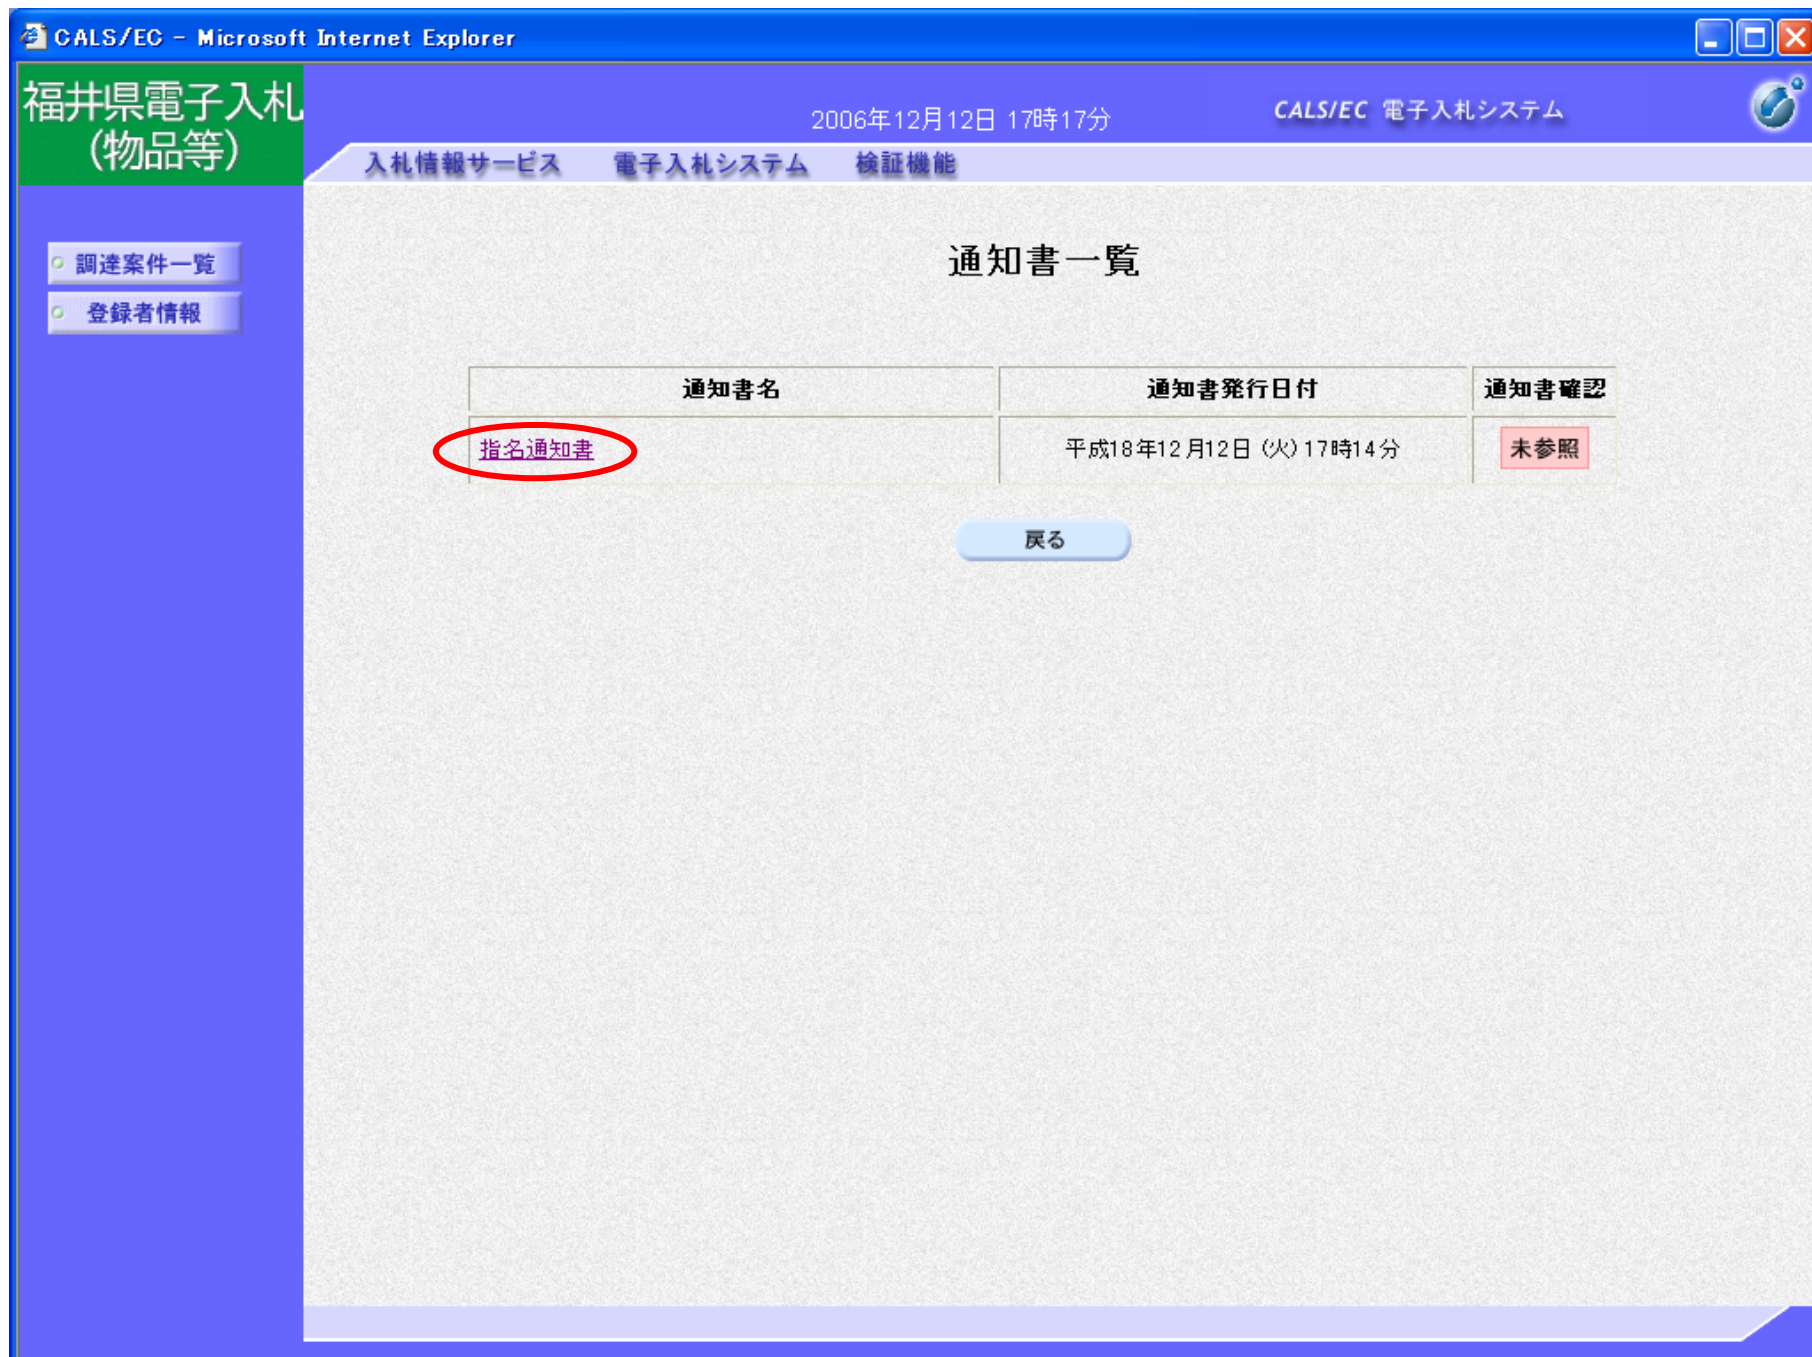 CALS/EC - Microsoft Internet Explorer
福井県電子入札
(物品等)
2006年12月12日 17時17分
CALS/EC 電子入札システム
入札情報サービス 電子入札システム 検証機能
調達案件一覧
登録者情報
通知書一覧
通知書名 通知書発行日付 通知書確認
指名通知書 平成18年12月12日 (火) 17時14分 未参照
戻る